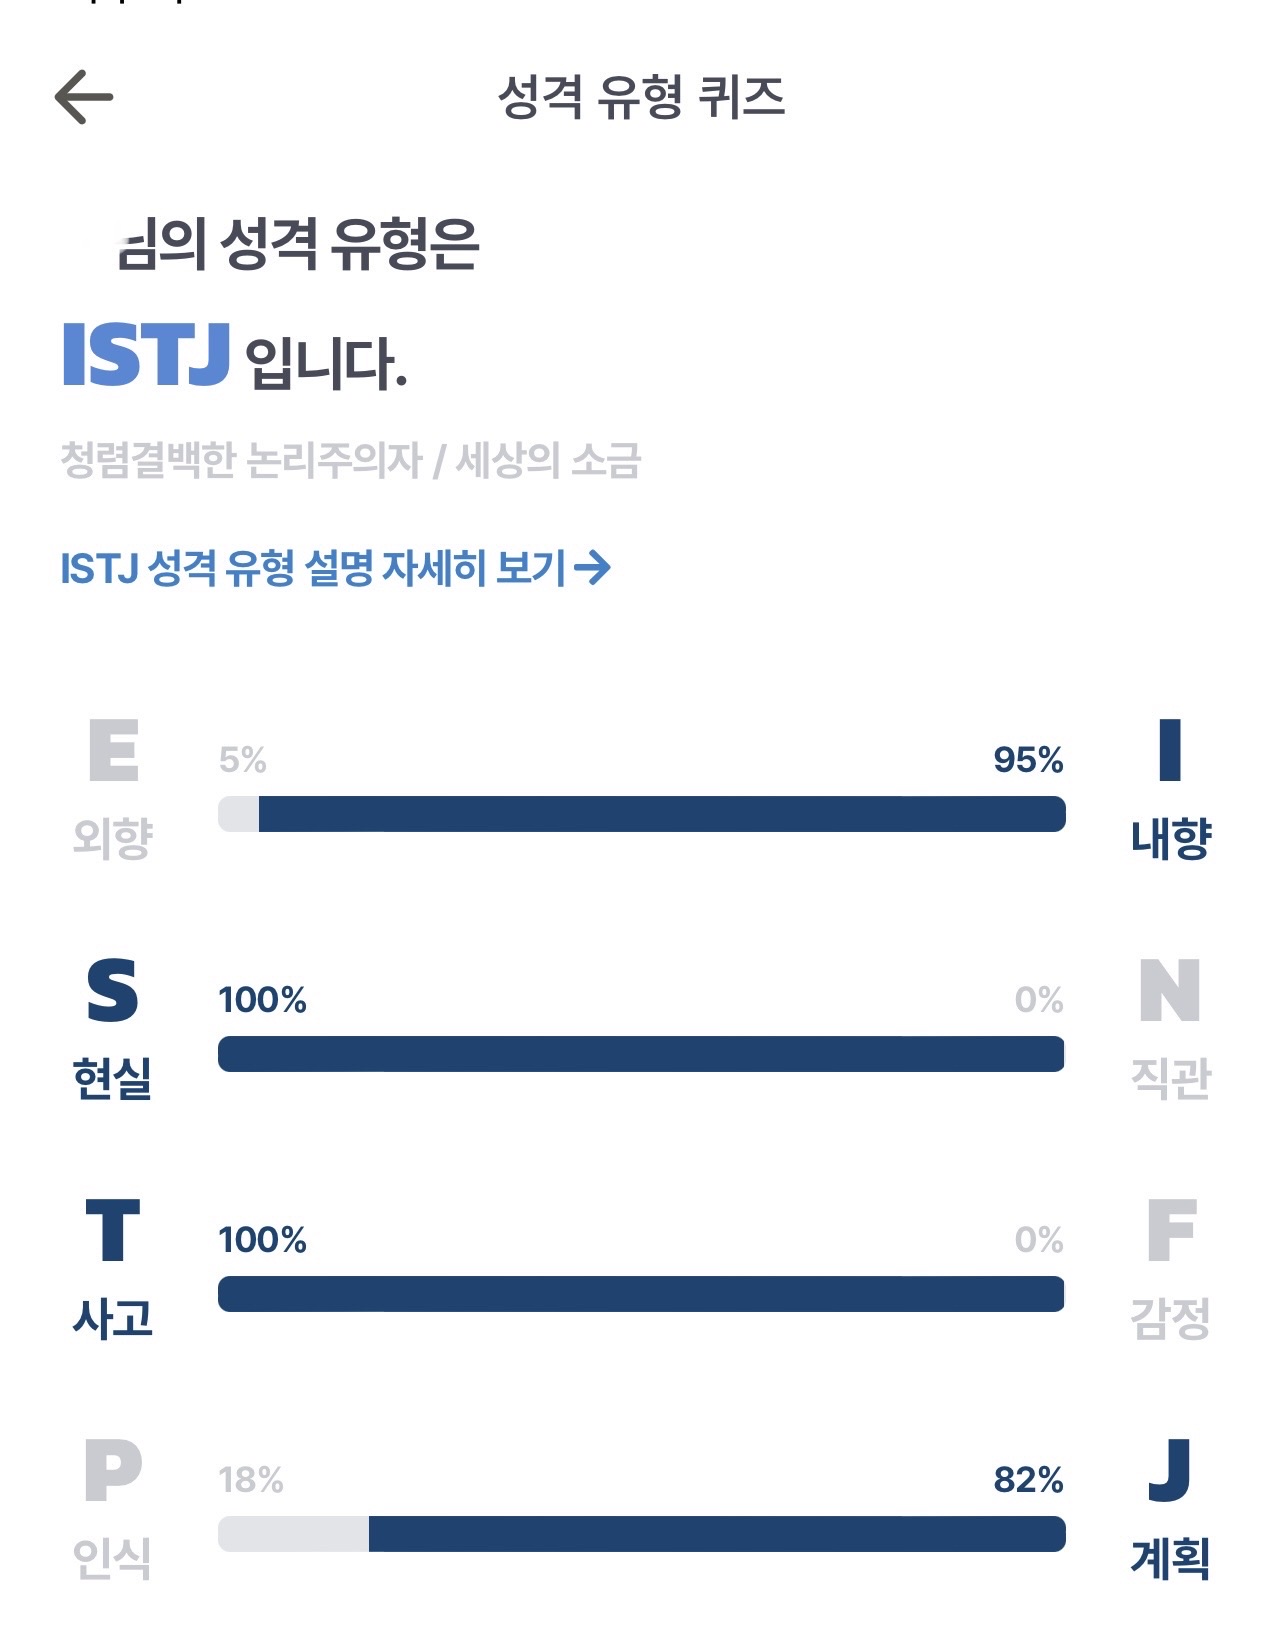 성격 유형 퀴즈
님의 성격 유형은
ISTJ 입니다.
청렴결백한 논리주의자 / 세상의 소금
ISTJ 성격 유형 설명 자세히 보기
E 5% 95% I
외향 내향
S 100% 0% N
현실 직관
T 100% 0% F
사고 감정
P 18% 82% J
인식 계획